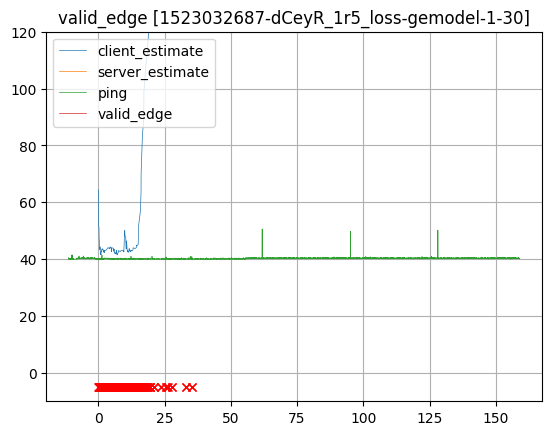 valid_edge [1523032687-dCeyR_1r5_loss-gemodel-1-30]
120
100
80
60
40
20
0
client_estimate
server_estimate
ping
valid_edge
0 25 50 75 100 125 150